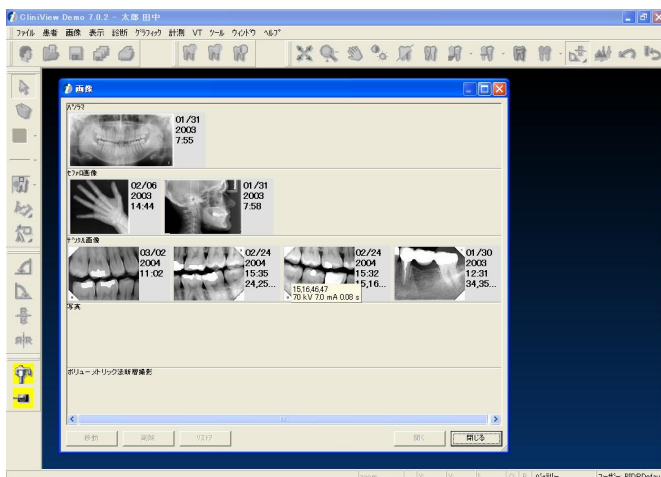 CliniView Demo 7.0.2 - 太郎 田中
ファイル 患者 画像 表示 診断 グラフィック 計測 VT ツール ウィンドウ ヘルプ
画像
パノラマ
01/31
2003
7:55
セファロ画像
02/06
2003
14:44
01/31
2003
7:58
デンタル画像
03/02
2004
11:02
02/24
2004
15:35
24,25...
02/24
2004
15:32
15,16...
01/30
2003
12:31
34,35...
15,16,46,47
70 kV 7.0 mA 0.08 s
写真
ボリューメトリック法断層撮影
移動 削除 リストア 開く 閉じる